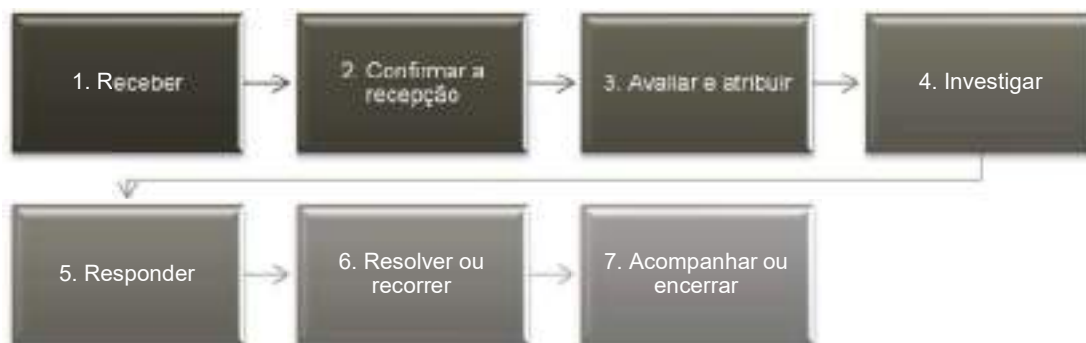 1. Receber
2. Confirmar a
recepção
3. Avaliar e atribuir
4. Investigar
5. Responder
6. Resolver ou
recorrer
7. Acompanhar ou
encerrar